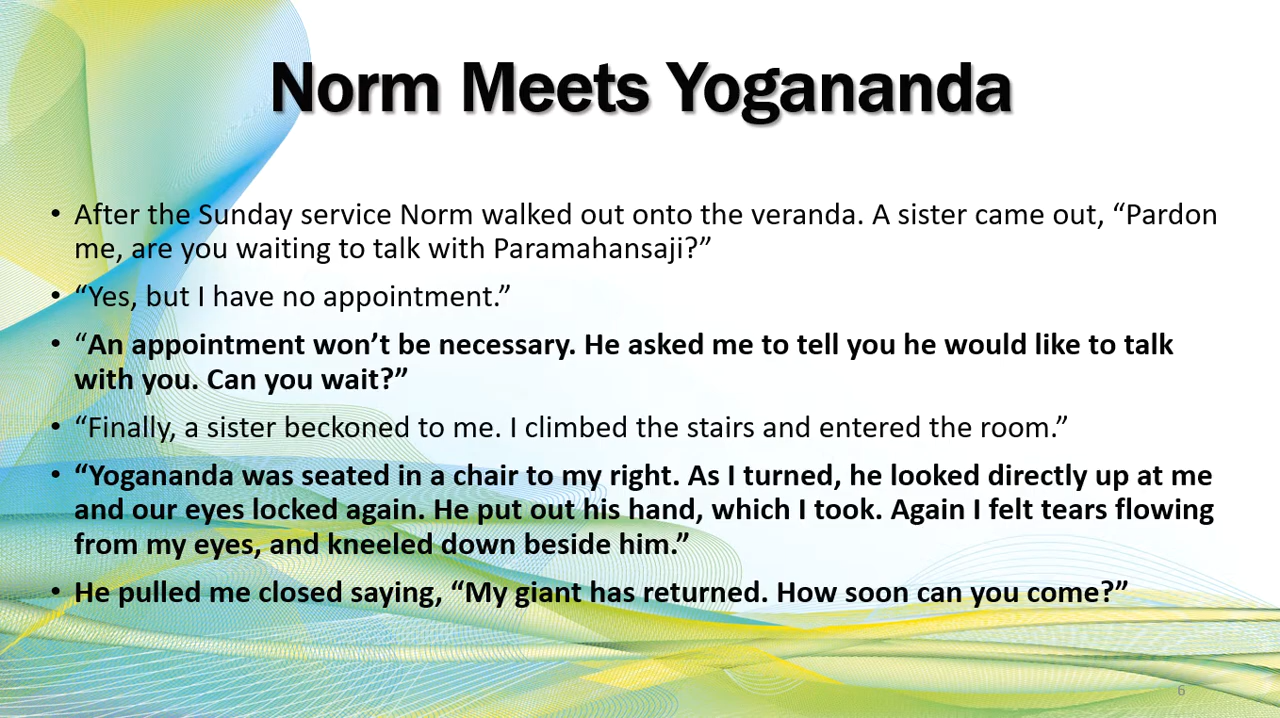 Norm Meets Yogananda
• After the Sunday service Norm walked out onto the veranda. A sister came out, “Pardon
me, are you waiting to talk with Paramahansaji?”
• “Yes, but I have no appointment.”
• “An appointment won’t be necessary. He asked me to tell you he would like to talk
with you. Can you wait?”
• “Finally, a sister beckoned to me. I climbed the stairs and entered the room.”
• “Yogananda was seated in a chair to my right. As I turned, he looked directly up at me
and our eyes locked again. He put out his hand, which I took. Again I felt tears flowing
from my eyes, and kneeled down beside him.”
• He pulled me closed saying, “My giant has returned. How soon can you come?”
6